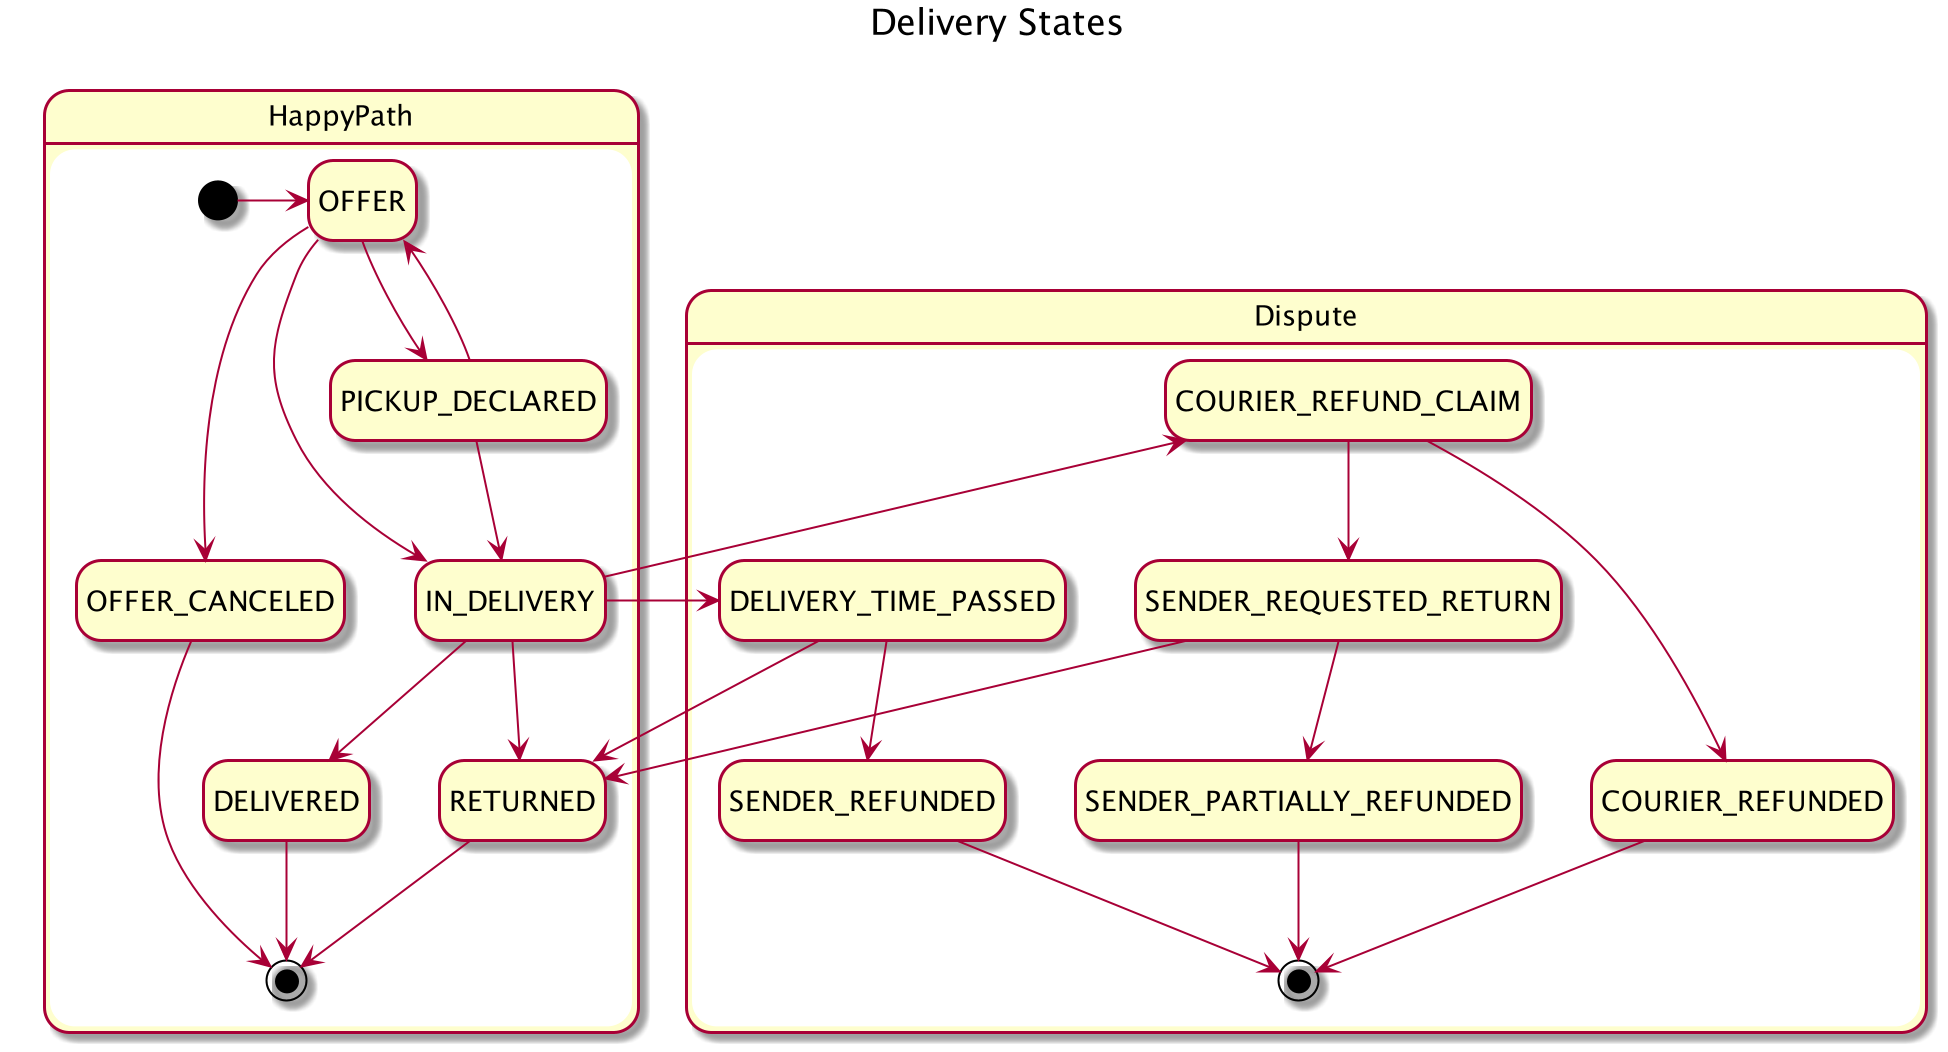 Delivery States
HappyPath
OFFER
PICKUP_DECLARED
OFFER_CANCELED
IN_DELIVERY
DELIVERED
RETURNED
Dispute
COURIER_REFUND_CLAIM
DELIVERY_TIME_PASSED
SENDER_REQUESTED_RETURN
SENDER_REFUNDED
SENDER_PARTIALLY_REFUNDED
COURIER_REFUNDED